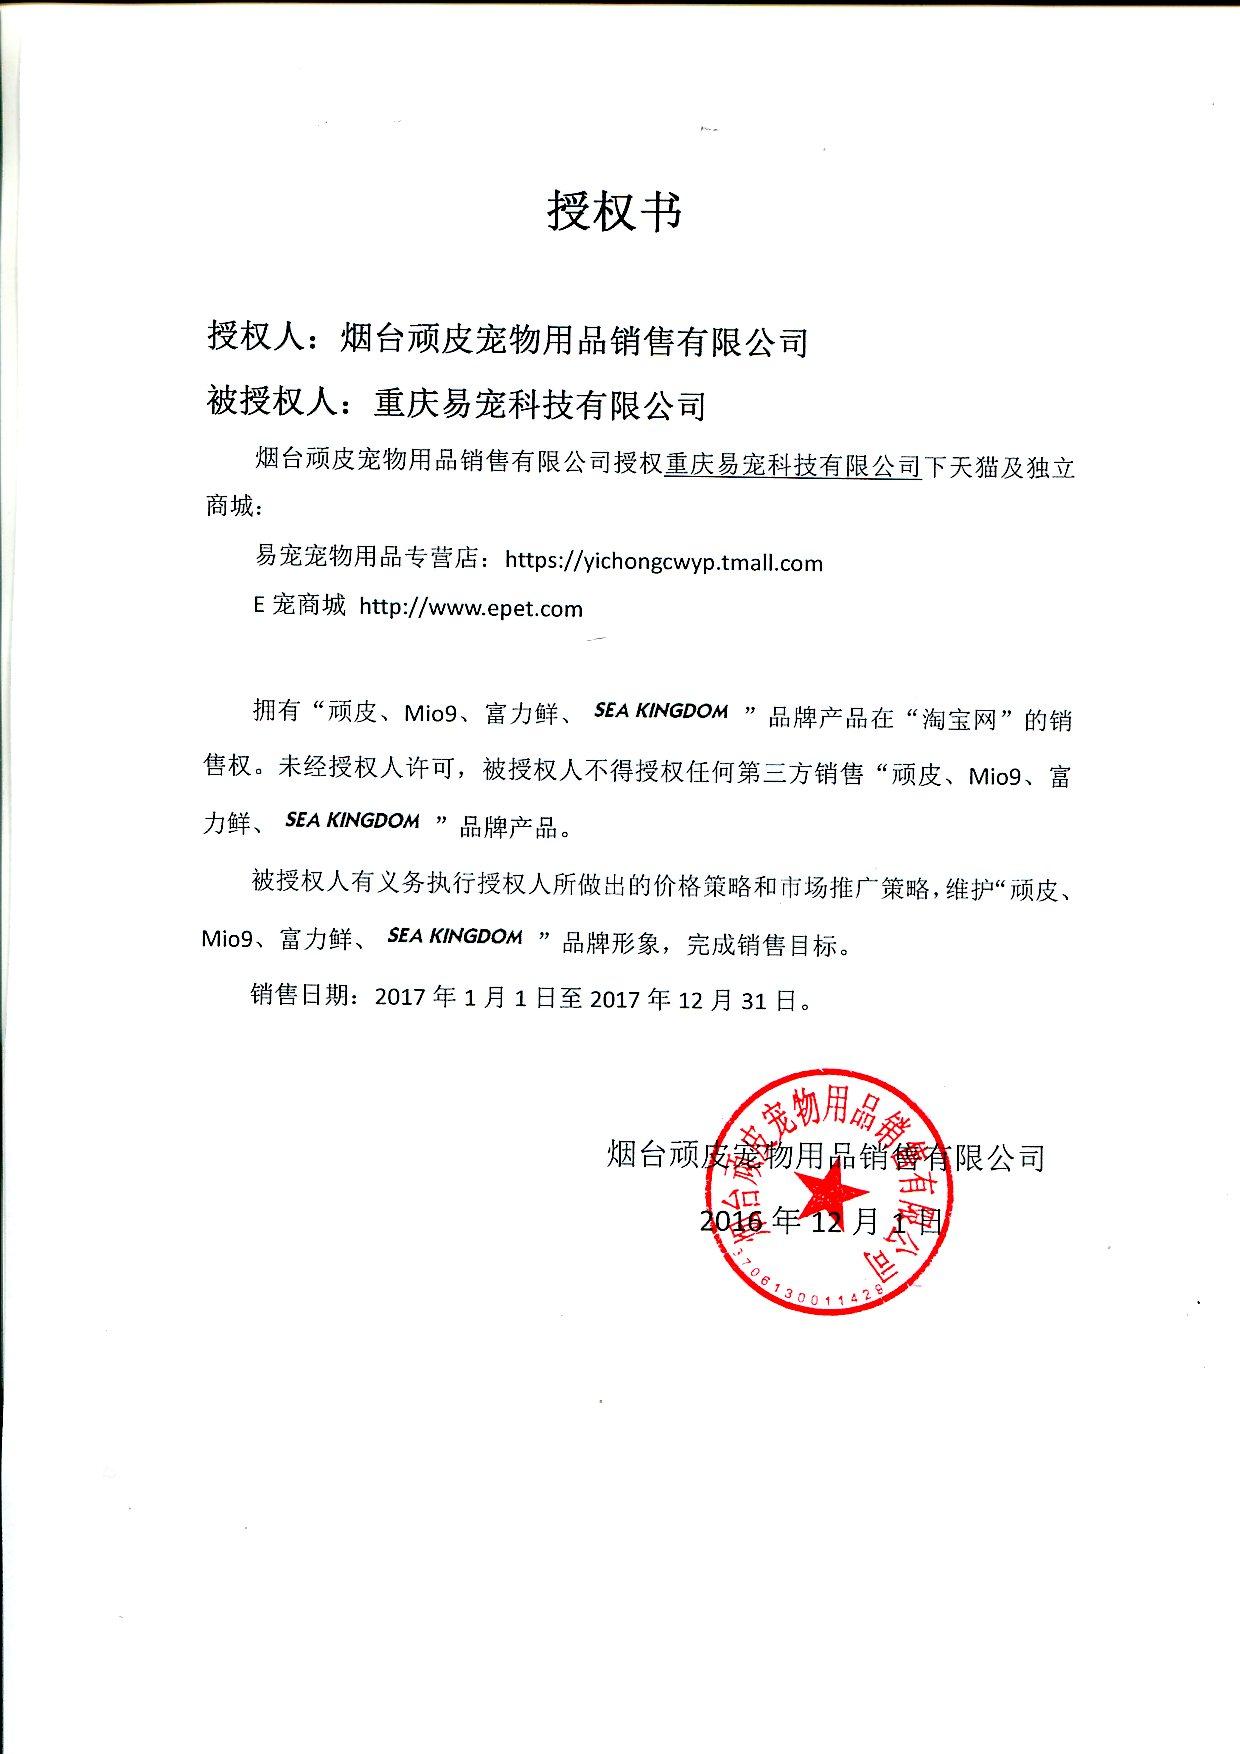 授权书
授权人：烟台顽皮宠物用品销售有限公司
被授权人：重庆易宠科技有限公司
烟台顽皮宠物用品销售有限公司授权重庆易宠科技有限公司下天猫及独立
商城：
易宠宠物用品专营店：https://yichongcwyp.tmall.com
E 宠商城 http://www.epet.com
拥有“顽皮、Mio9、富力鲜、SEA KINGDOM ”品牌产品在“淘宝网”的销
售权。未经授权人许可，被授权人不得授权任何第三方销售“顽皮、Mio9、富
力鲜、SEA KINGDOM ”品牌产品。
被授权人有义务执行授权人所做出的价格策略和市场推广策略，维护“顽皮、
Mio9、富力鲜、SEA KINGDOM ”品牌形象，完成销售目标。
销售日期：2017 年 1 月 1 日至 2017 年 12 月 31 日。
烟台顽皮宠物用品销售有限公司
2016 年 12 月 1 日
烟台顽皮宠物用品销售有限公司
3706130011429